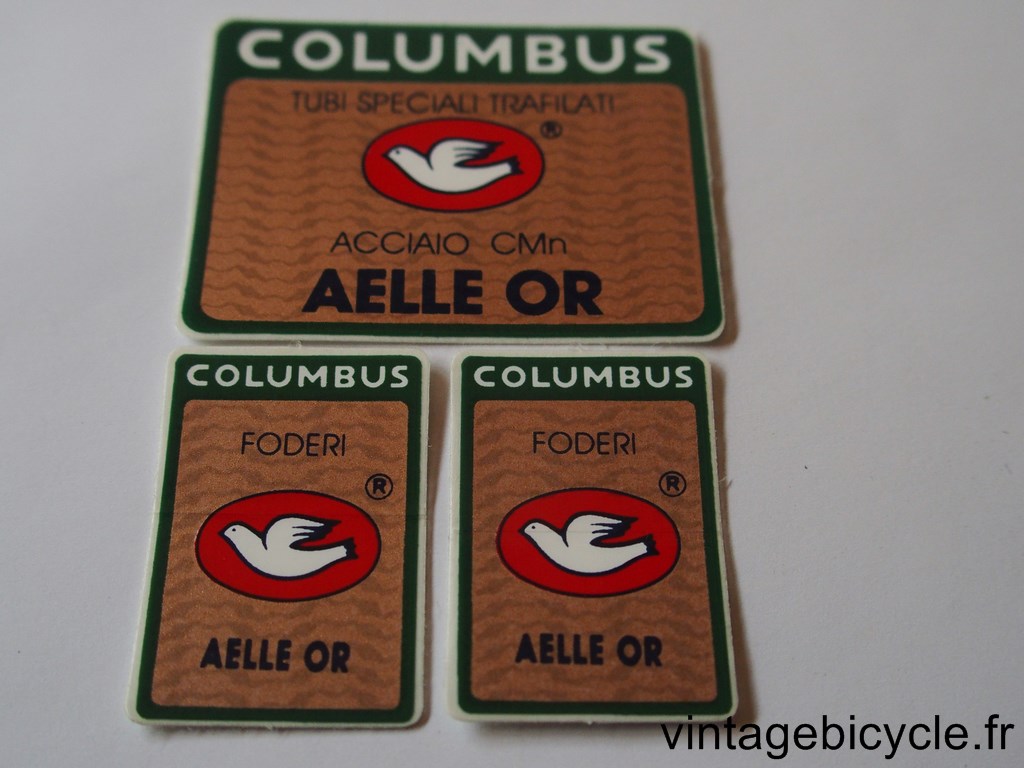 COLUMBUS
TUBI SPECIALI TRAFILATI
®
ACCIAIO CMn
AELLE OR
COLUMBUS
FODERI
®
AELLE OR
COLUMBUS
FODERI
®
AELLE OR
vintagebicycle.fr